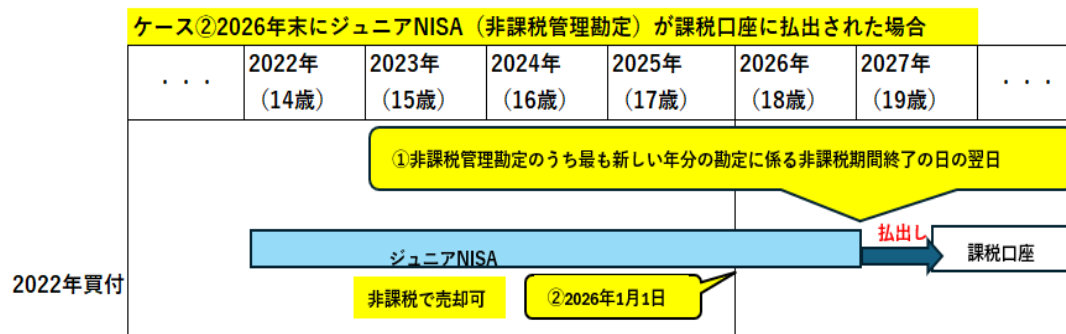 ケース②2026年末にジュニアNISA（非課税管理勘定）が課税口座に払出された場合
・・・ 2022年 2023年 2024年 2025年 2026年 2027年 ・・・
（14歳） （15歳） （16歳） （17歳） （18歳） （19歳）
①非課税管理勘定のうち最も新しい年分の勘定に係る非課税期間終了の日の翌日
払出し
ジュニアNISA 課税口座
2022年買付
非課税で売却可 ②2026年1月1日